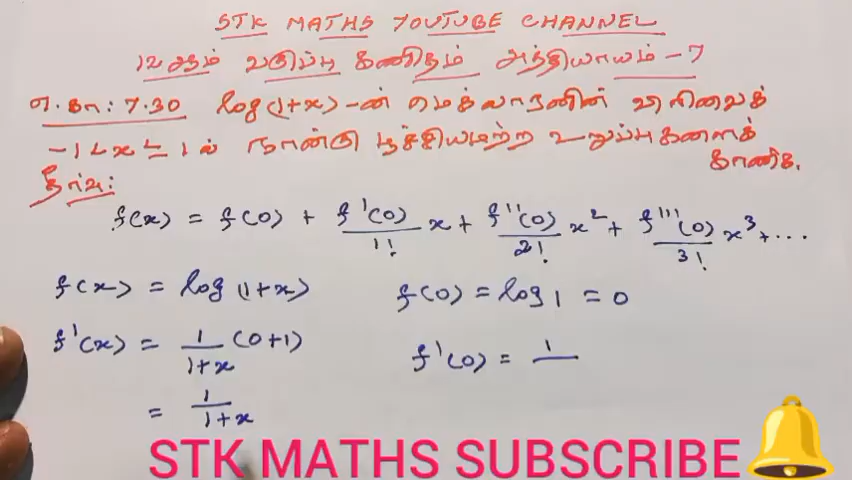 STK MATHS YOUTUBE CHANNEL
12ஆம் வகுப்பு கணிதம் அத்தியாயம் - 7
எ.கா: 7.30 log(1+x) -ன் மெக்லாரனின் விரிவைக்
-1 < x ≤ 1 ல் நான்கு பூச்சியமற்ற உறுப்புகளைக்
காண்க.
தீர்வு:
f(x) = f(0) + f'(0)/1! x + f''(0)/2! x² + f'''(0)/3! x³ + ...
f(x) = log(1+x) f(0) = log 1 = 0
f'(x) = 1/1+x (0+1) f'(0) = 1/
= 1/1+x
STK MATHS SUBSCRIBE